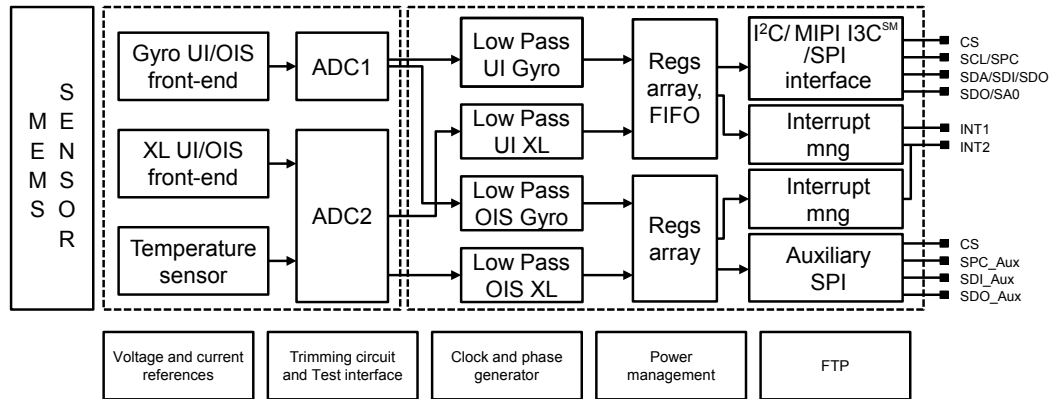 MEMS
SENSOR
Gyro UI/OIS
front-end
XL UI/OIS
front-end
Temperature
sensor
ADC1
ADC2
Low Pass
UI Gyro
Low Pass
UI XL
Low Pass
OIS Gyro
Low Pass
OIS XL
Regs
array,
FIFO
Regs
array
I²C/ MIPI I3C℠
/SPI
interface
Interrupt
mng
Interrupt
mng
Auxiliary
SPI
CS
SCL/SPC
SDA/SDI/SDO
SDO/SA0
INT1
INT2
CS
SPC_Aux
SDI_Aux
SDO_Aux
Voltage and current
references
Trimming circuit
and Test interface
Clock and phase
generator
Power
management
FTP